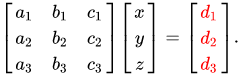 a₁ b₁ c₁ x d₁
a₂ b₂ c₂ y = d₂
a₃ b₃ c₃ z d₃ .